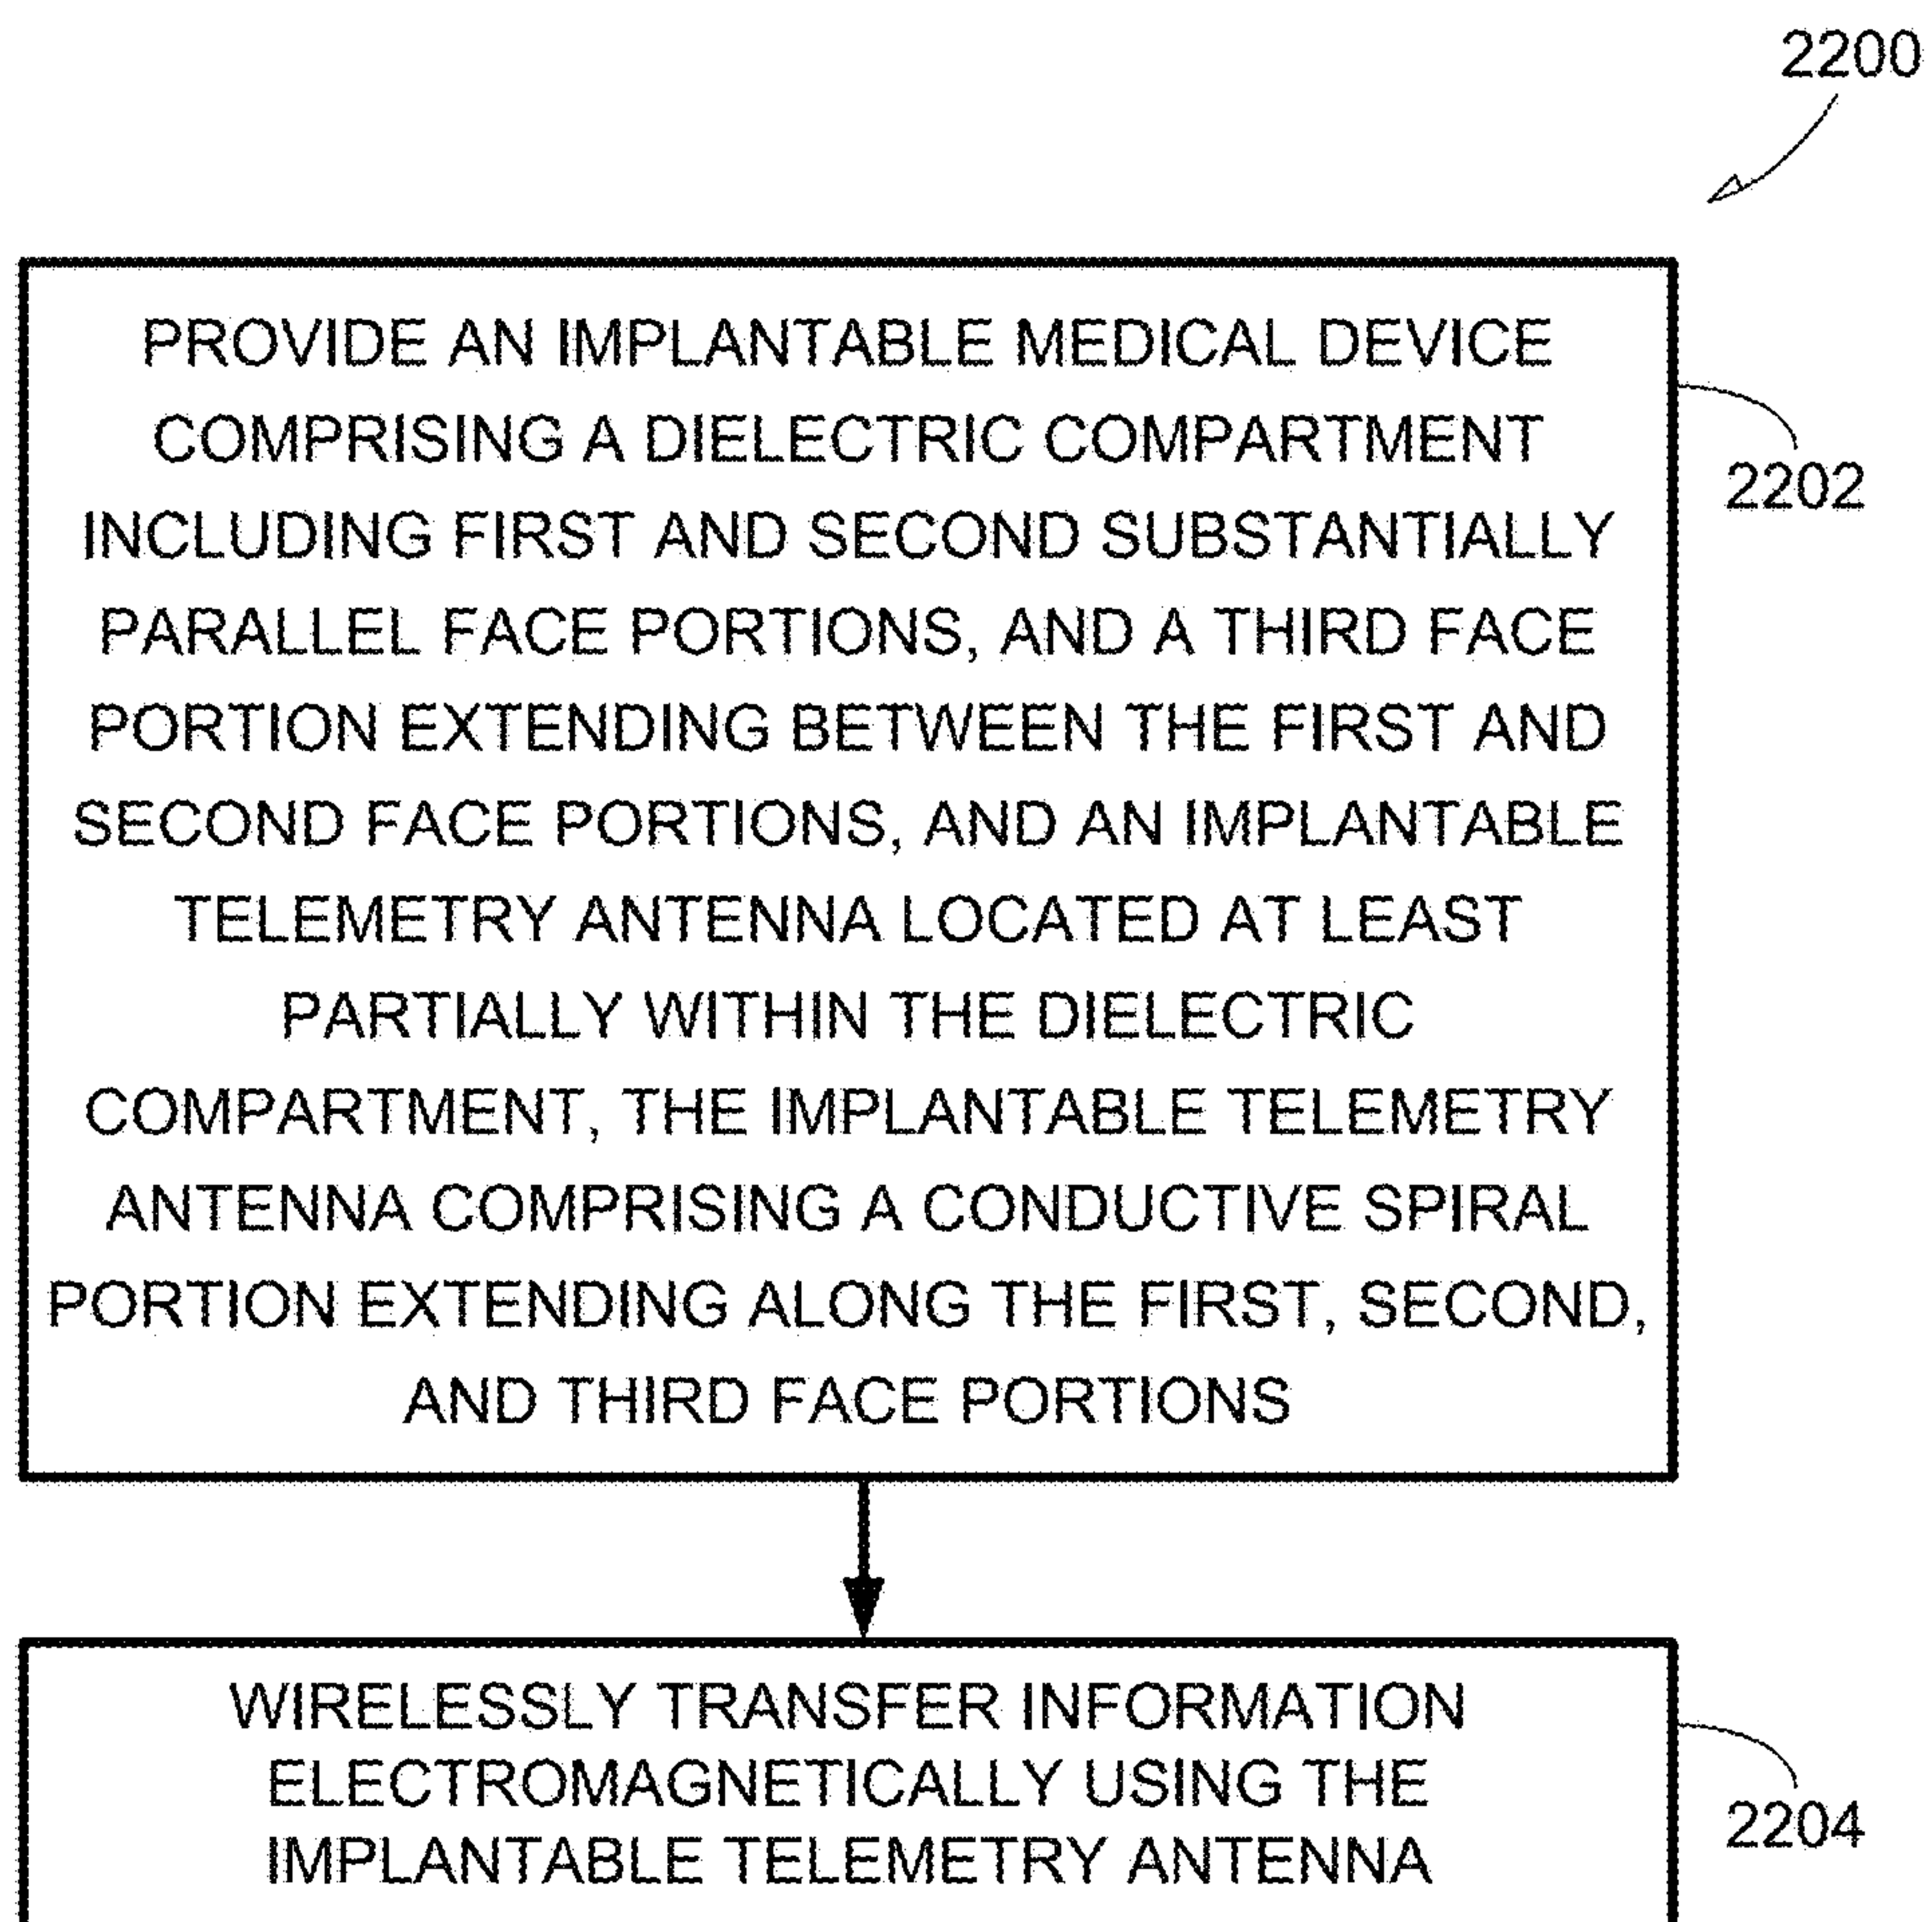 2200
PROVIDE AN IMPLANTABLE MEDICAL DEVICE
COMPRISING A DIELECTRIC COMPARTMENT
INCLUDING FIRST AND SECOND SUBSTANTIALLY
PARALLEL FACE PORTIONS, AND A THIRD FACE
PORTION EXTENDING BETWEEN THE FIRST AND
SECOND FACE PORTIONS, AND AN IMPLANTABLE
TELEMETRY ANTENNA LOCATED AT LEAST
PARTIALLY WITHIN THE DIELECTRIC
COMPARTMENT, THE IMPLANTABLE TELEMETRY
ANTENNA COMPRISING A CONDUCTIVE SPIRAL
PORTION EXTENDING ALONG THE FIRST, SECOND,
AND THIRD FACE PORTIONS
2202
WIRELESSLY TRANSFER INFORMATION
ELECTROMAGNETICALLY USING THE
IMPLANTABLE TELEMETRY ANTENNA
2204